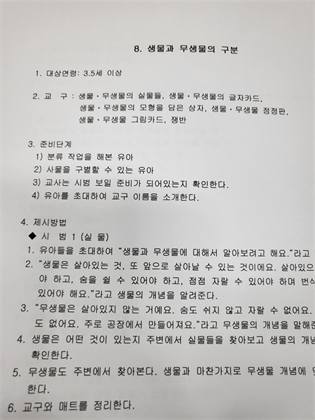 8. 생물과 무생물의 구분
1. 대상연령: 3.5세 이상
2. 교 구 : 생물·무생물의 실물들, 생물·무생물의 글자카드,
생물·무생물의 모형을 담은 상자, 생물·무생물 정정판,
생물·무생물 그림카드, 쟁반
3. 준비단계
1) 분류 작업을 해본 유아
2) 사물을 구별할 수 있는 유아
3) 교사는 시범 보일 준비가 되어있는지 확인한다.
4) 유아를 초대하여 교구 이름을 소개한다.
4. 제시방법
◆ 시 범 1 (실 물)
1. 유아들을 초대하여 "생물과 무생물에 대해서 알아보려고 해요."라고
2. "생물은 살아있는 것, 또 앞으로 살아날 수 있는 것이에요. 살아있으
야 하고, 숨을 쉴 수 있어야 하고, 점점 자랄 수 있어야 하며 번식
있어야 해요."라고 생물의 개념을 알려준다.
3. "무생물은 살아있지 않는 거예요. 숨도 쉬지 않고 자랄 수 없어요.
도 없어요. 주로 공장에서 만들어져요."라고 무생물의 개념을 말해준
4. 생물은 어떤 것이 있는지 주변에서 실물들을 찾아보고 생물의 개념
확인한다.
5. 무생물도 주변에서 찾아본다. 생물과 마찬가지로 무생물 개념에 맞
한다.
6. 교구와 매트를 정리한다.